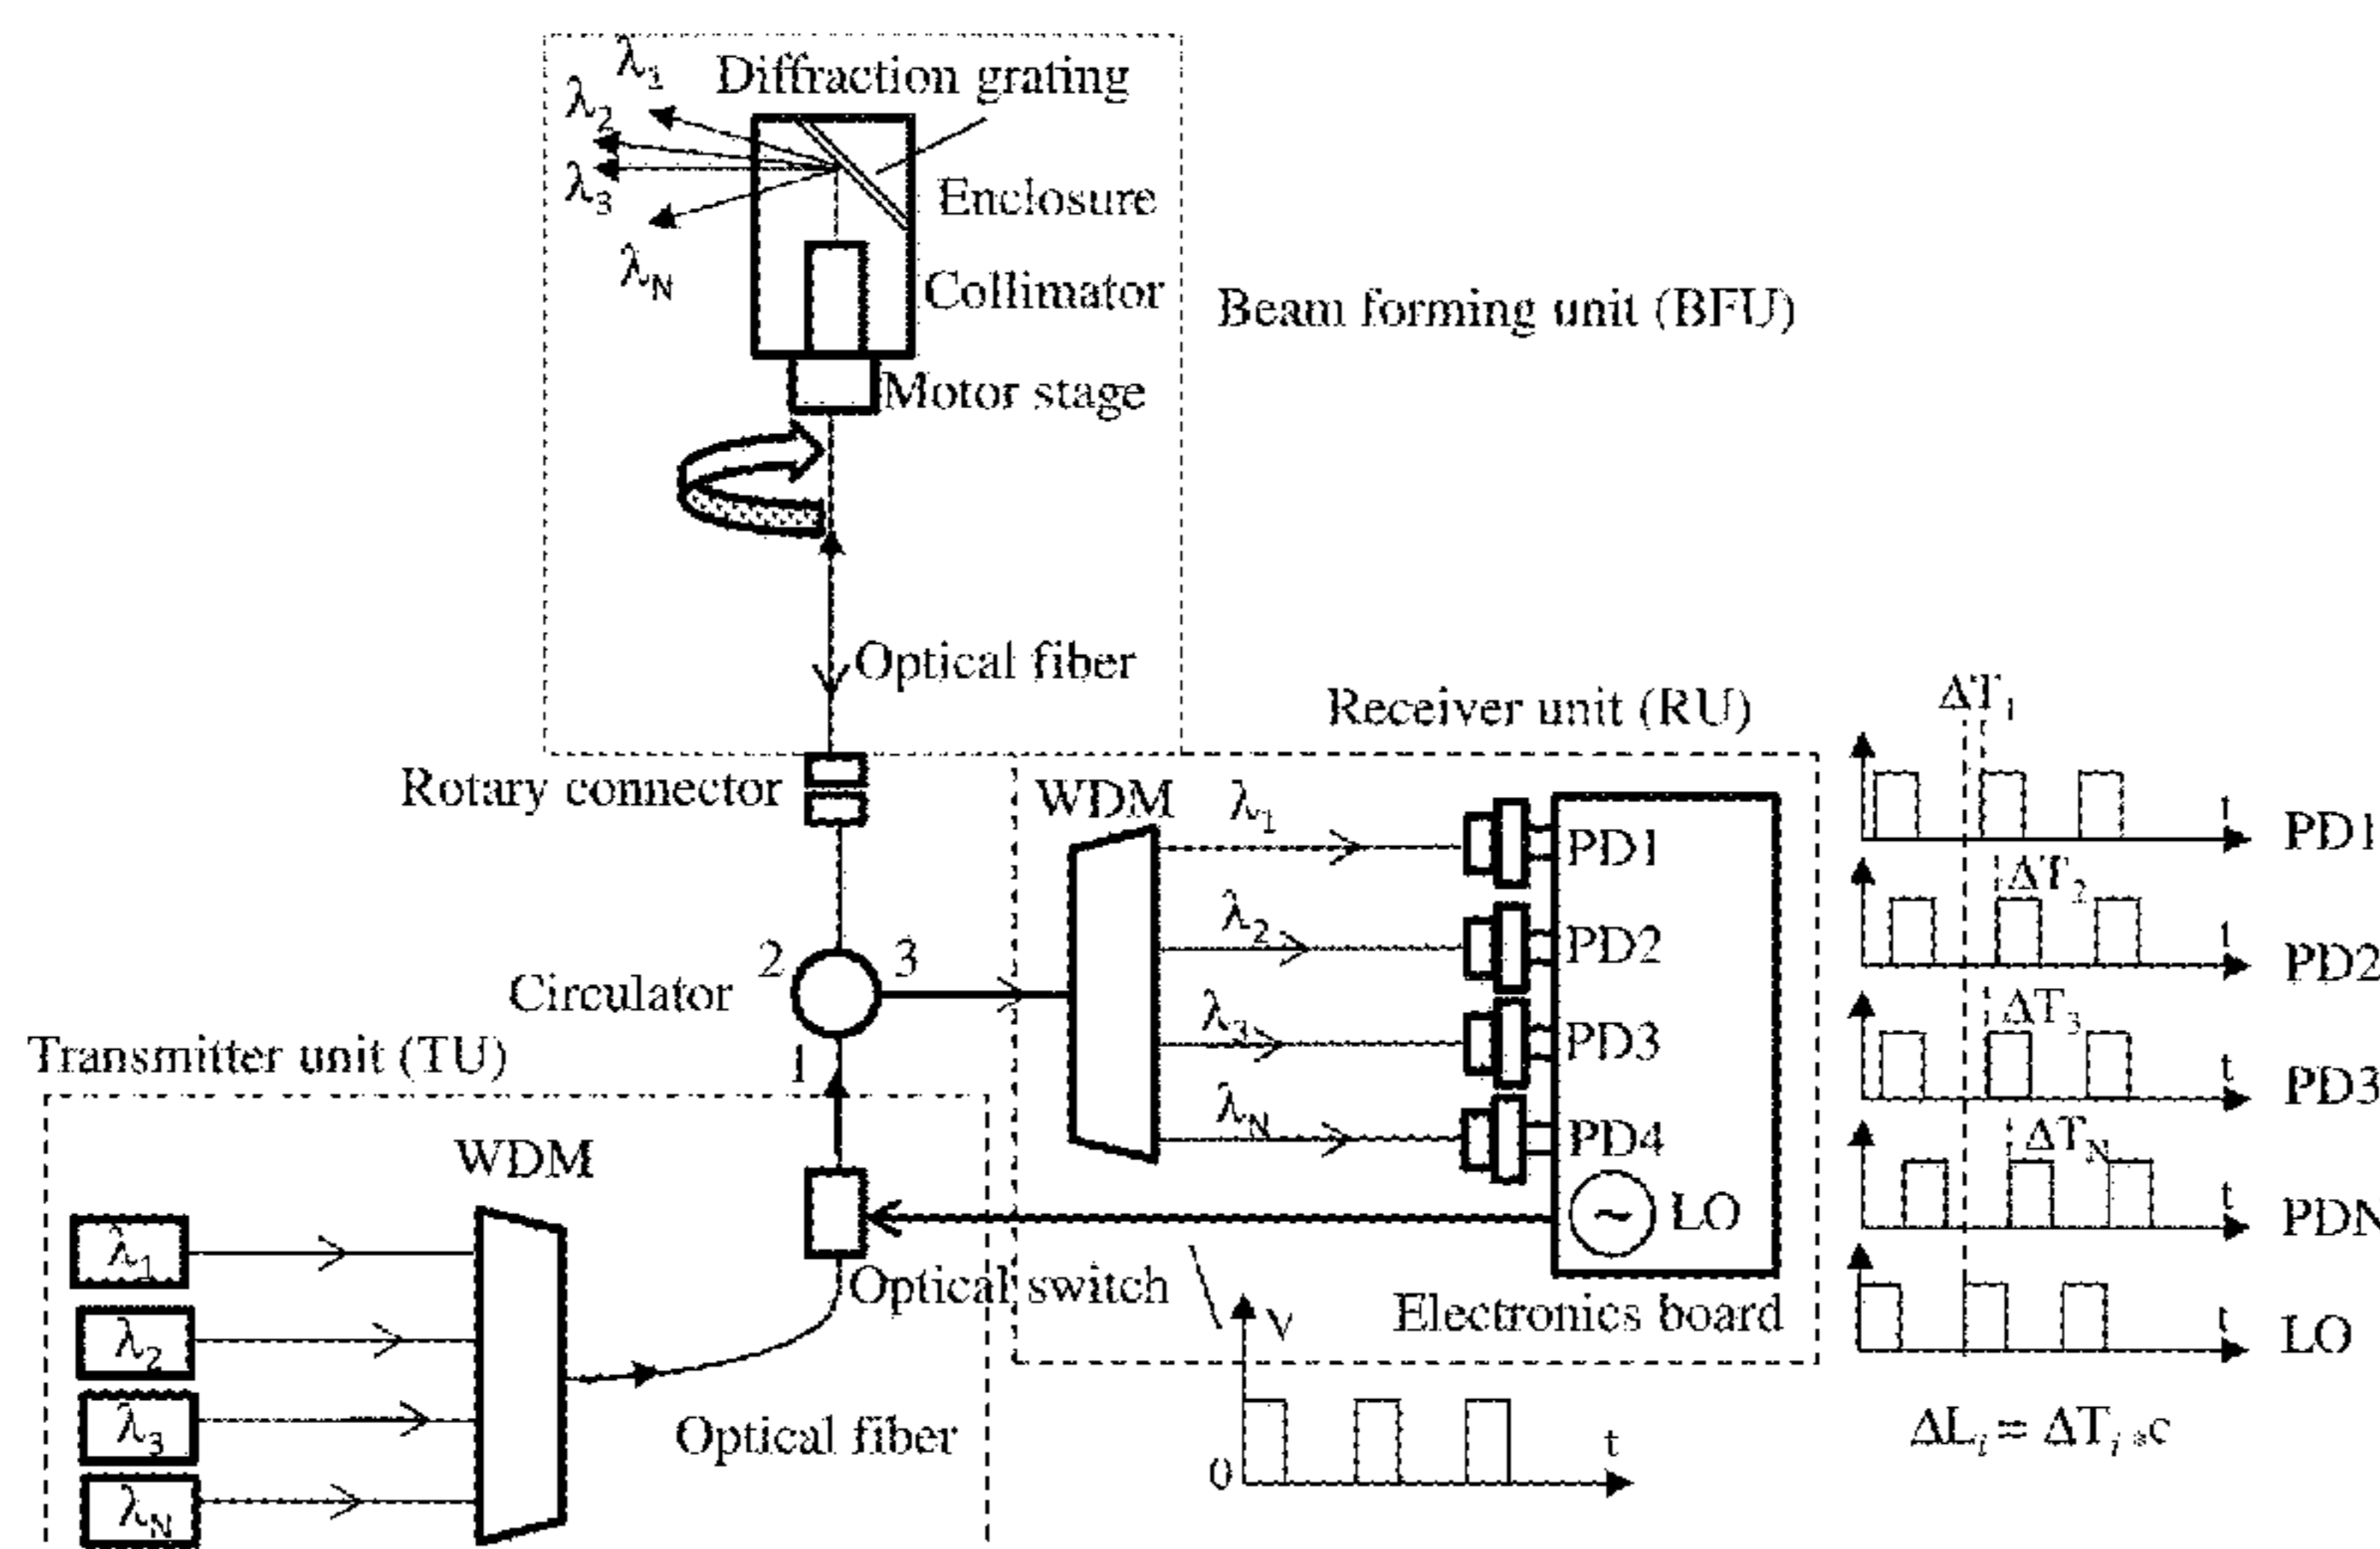 λ1
Diffraction grating
λ2
λ3
Enclosure
λN
Collimator
Beam forming unit (BFU)
Motor stage
Optical fiber
Receiver unit (RU)
ΔT1
Rotary connector
WDM
λ1
PD1
t
PD1
ΔT2
λ2
PD2
t
PD2
2
3
Circulator
λ3
PD3
ΔT3
t
PD3
Transmitter unit (TU)
1
λN
PD4
ΔTN
t
PDN
WDM
LO
λ1
Optical switch
Electronics board
t
LO
V
λ2
λ3
Optical fiber
t
0
ΔLi = ΔTi *c
λN